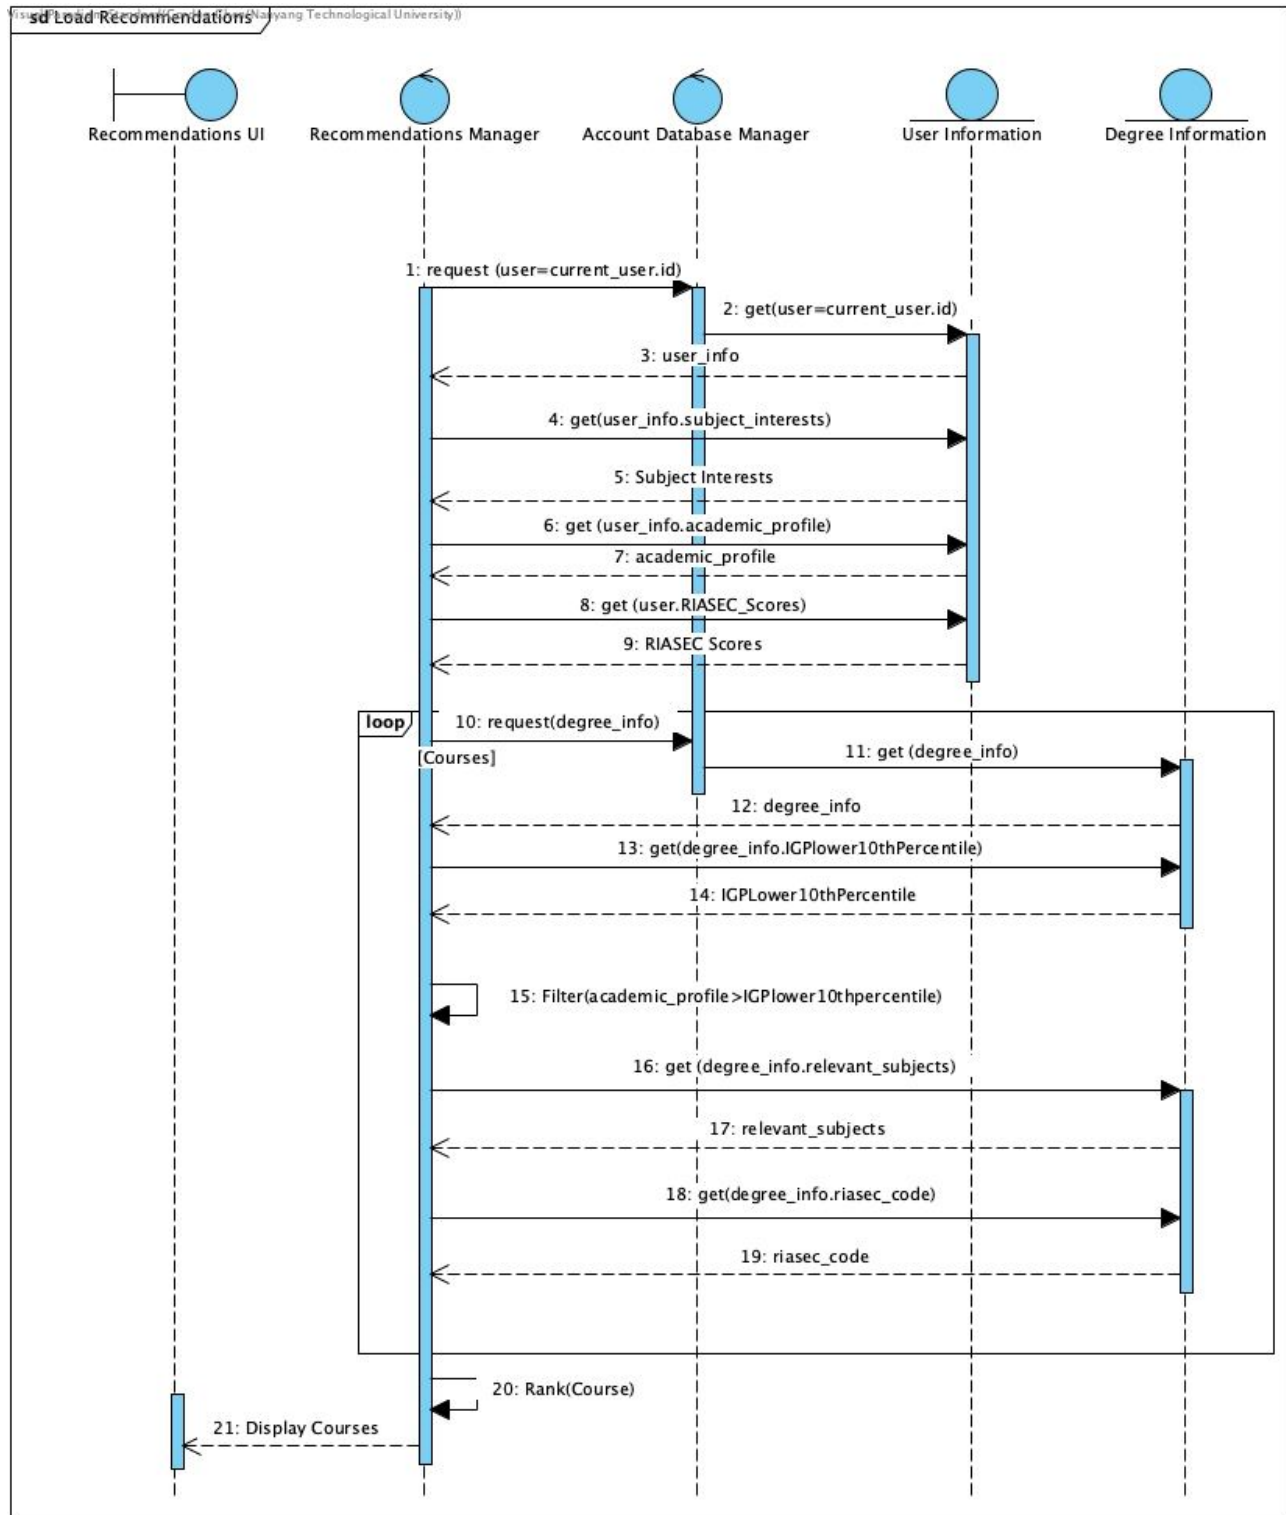 sd Load Recommendations
Recommendations UI
Recommendations Manager
Account Database Manager
User Information
Degree Information
1: request (user=current_user.id)
2: get(user=current_user.id)
3: user_info
4: get(user_info.subject_interests)
5: Subject Interests
6: get (user_info.academic_profile)
7: academic_profile
8: get (user.RIASEC_Scores)
9: RIASEC Scores
loop
10: request(degree_info)
[Courses]
11: get (degree_info)
12: degree_info
13: get(degree_info.IGPlower10thPercentile)
14: IGPLower10thPercentile
15: Filter(academic_profile>IGPlower10thpercentile)
16: get (degree_info.relevant_subjects)
17: relevant_subjects
18: get(degree_info.riasec_code)
19: riasec_code
20: Rank(Course)
21: Display Courses